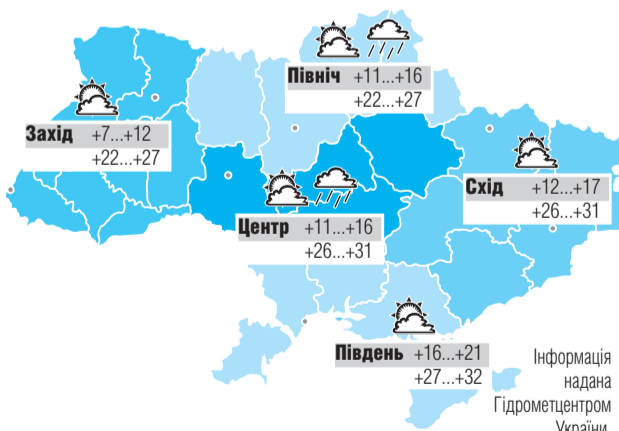 Північ +11...+16
+22...+27
Захід +7...+12
+22...+27
Схід +12...+17
+26...+31
Центр +11...+16
+26...+31
Південь +16...+21
+27...+32
Інформація
надана
Гідрометцентром
України.